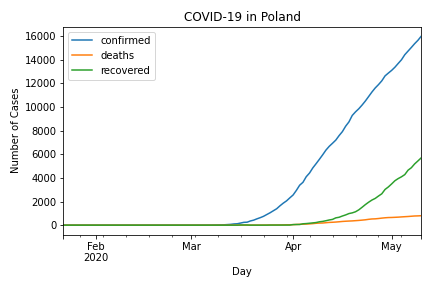 COVID-19 in Poland
confirmed
deaths
recovered
Number of Cases
16000
14000
12000
10000
8000
6000
4000
2000
0
Feb
2020
Mar
Apr
May
Day